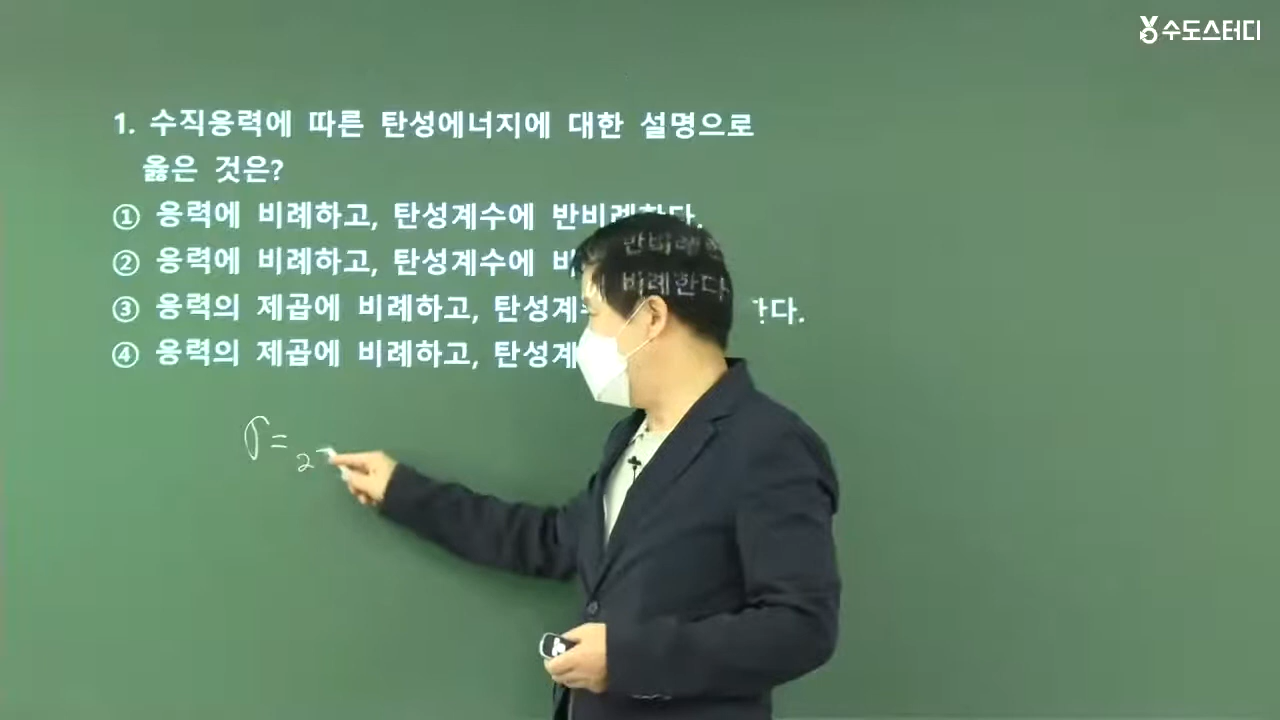 수도스터디
1. 수직응력에 따른 탄성에너지에 대한 설명으로
옳은 것은?
① 응력에 비례하고, 탄성계수에 반비례한다.
② 응력에 비례하고, 탄성계수에
③ 응력의 제곱에 비례하고, 탄성계
④ 응력의 제곱에 비례하고, 탄성계
σ= 2